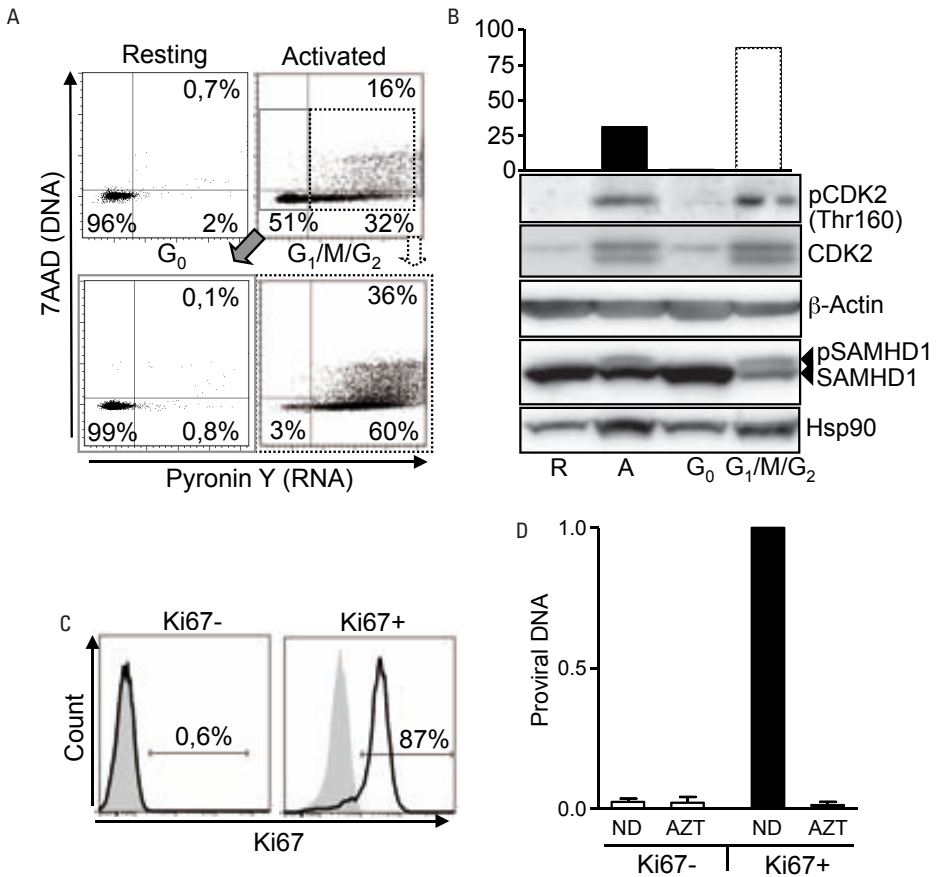 A
Resting
Activated
0,7%
16%
96%
2%
51%
32%
G0
G1/M/G2
0,1%
36%
99%
0,8%
3%
60%
7AAD (DNA)
Pyronin Y (RNA)
B
100
75
50
25
0
pCDK2
(Thr160)
CDK2
β-Actin
pSAMHD1
SAMHD1
Hsp90
R A G0 G1/M/G2
C
Ki67-
Ki67+
0,6%
87%
Count
Ki67
D
1.0
0.5
0.0
Proviral DNA
ND AZT ND AZT
Ki67- Ki67+